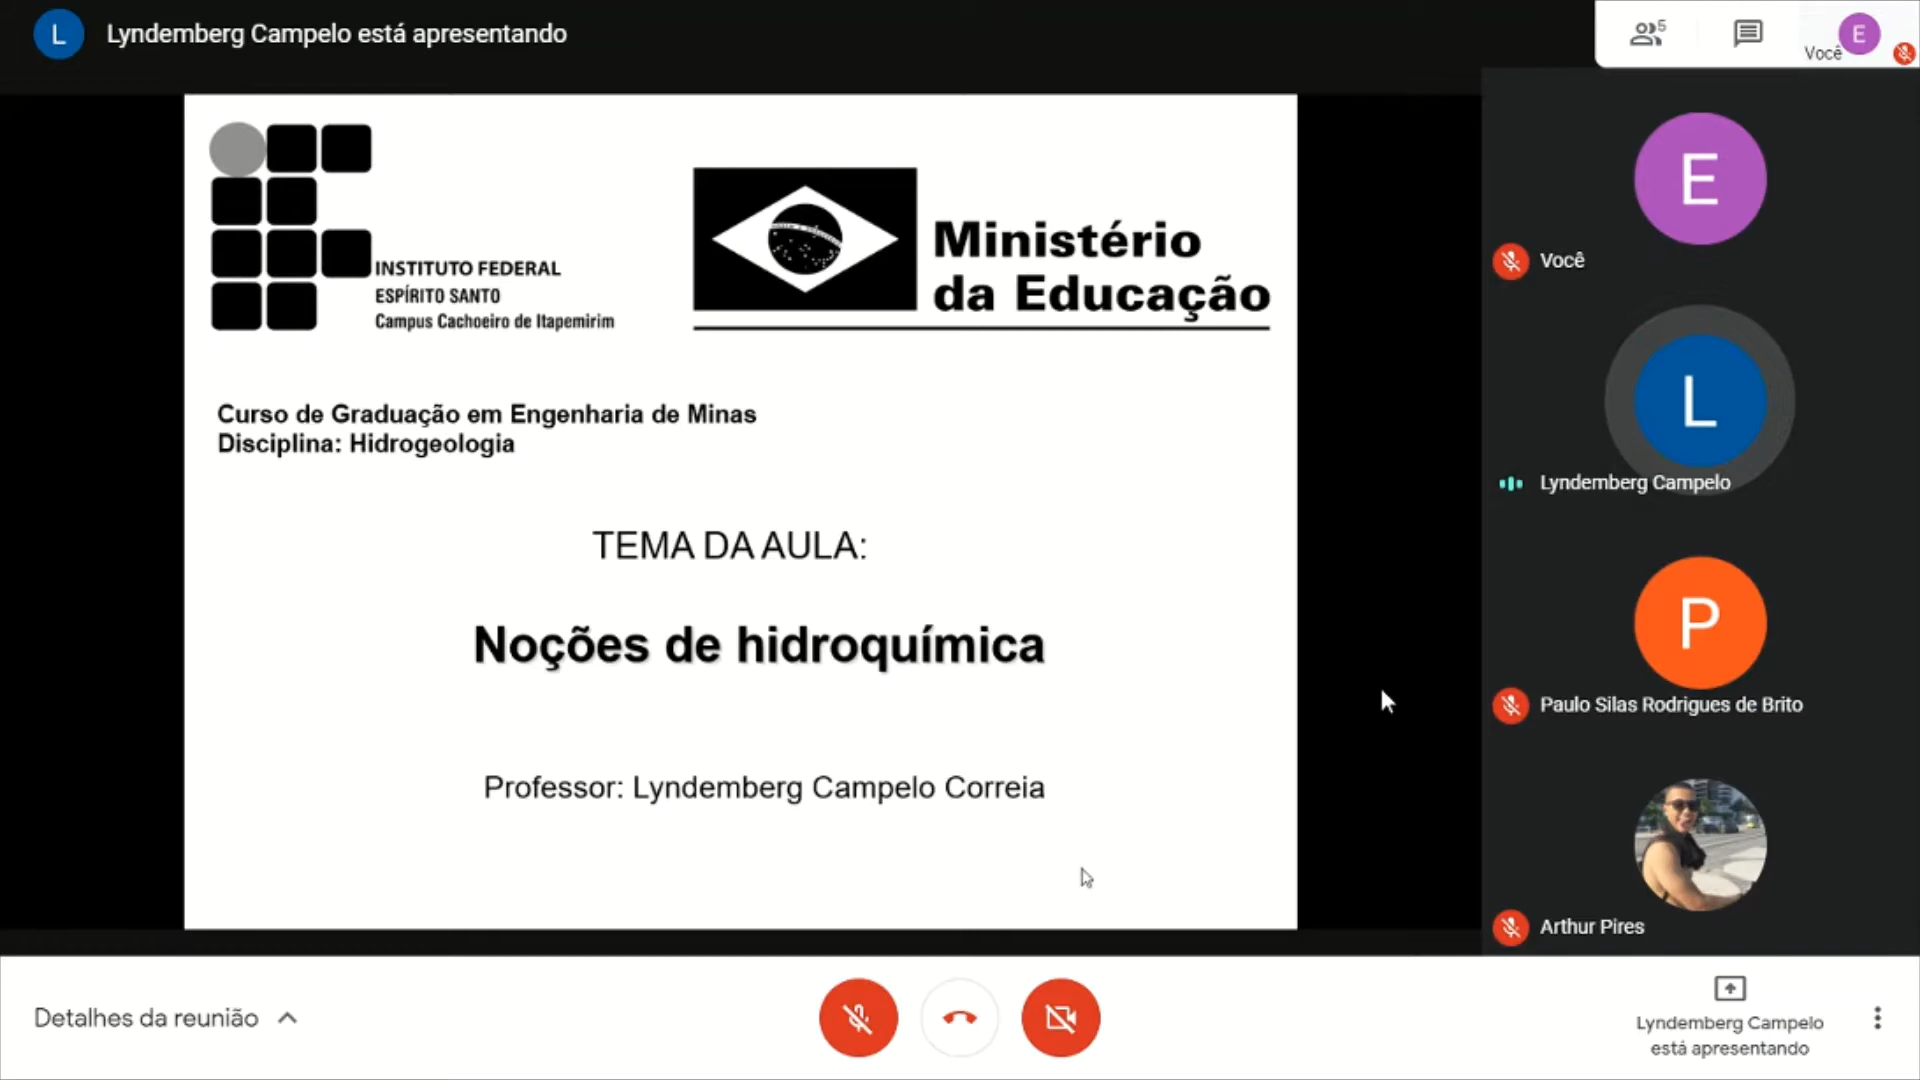 L
Lyndemberg Campelo está apresentando
5
Você
E
INSTITUTO FEDERAL
ESPÍRITO SANTO
Campus Cachoeiro de Itapemirim
Ministério
da Educação
Curso de Graduação em Engenharia de Minas
Disciplina: Hidrogeologia
TEMA DA AULA:
Noções de hidroquímica
Professor: Lyndemberg Campelo Correia
E
Você
L
Lyndemberg Campelo
P
Paulo Silas Rodrigues de Brito
Arthur Pires
Detalhes da reunião
Lyndemberg Campelo
está apresentando